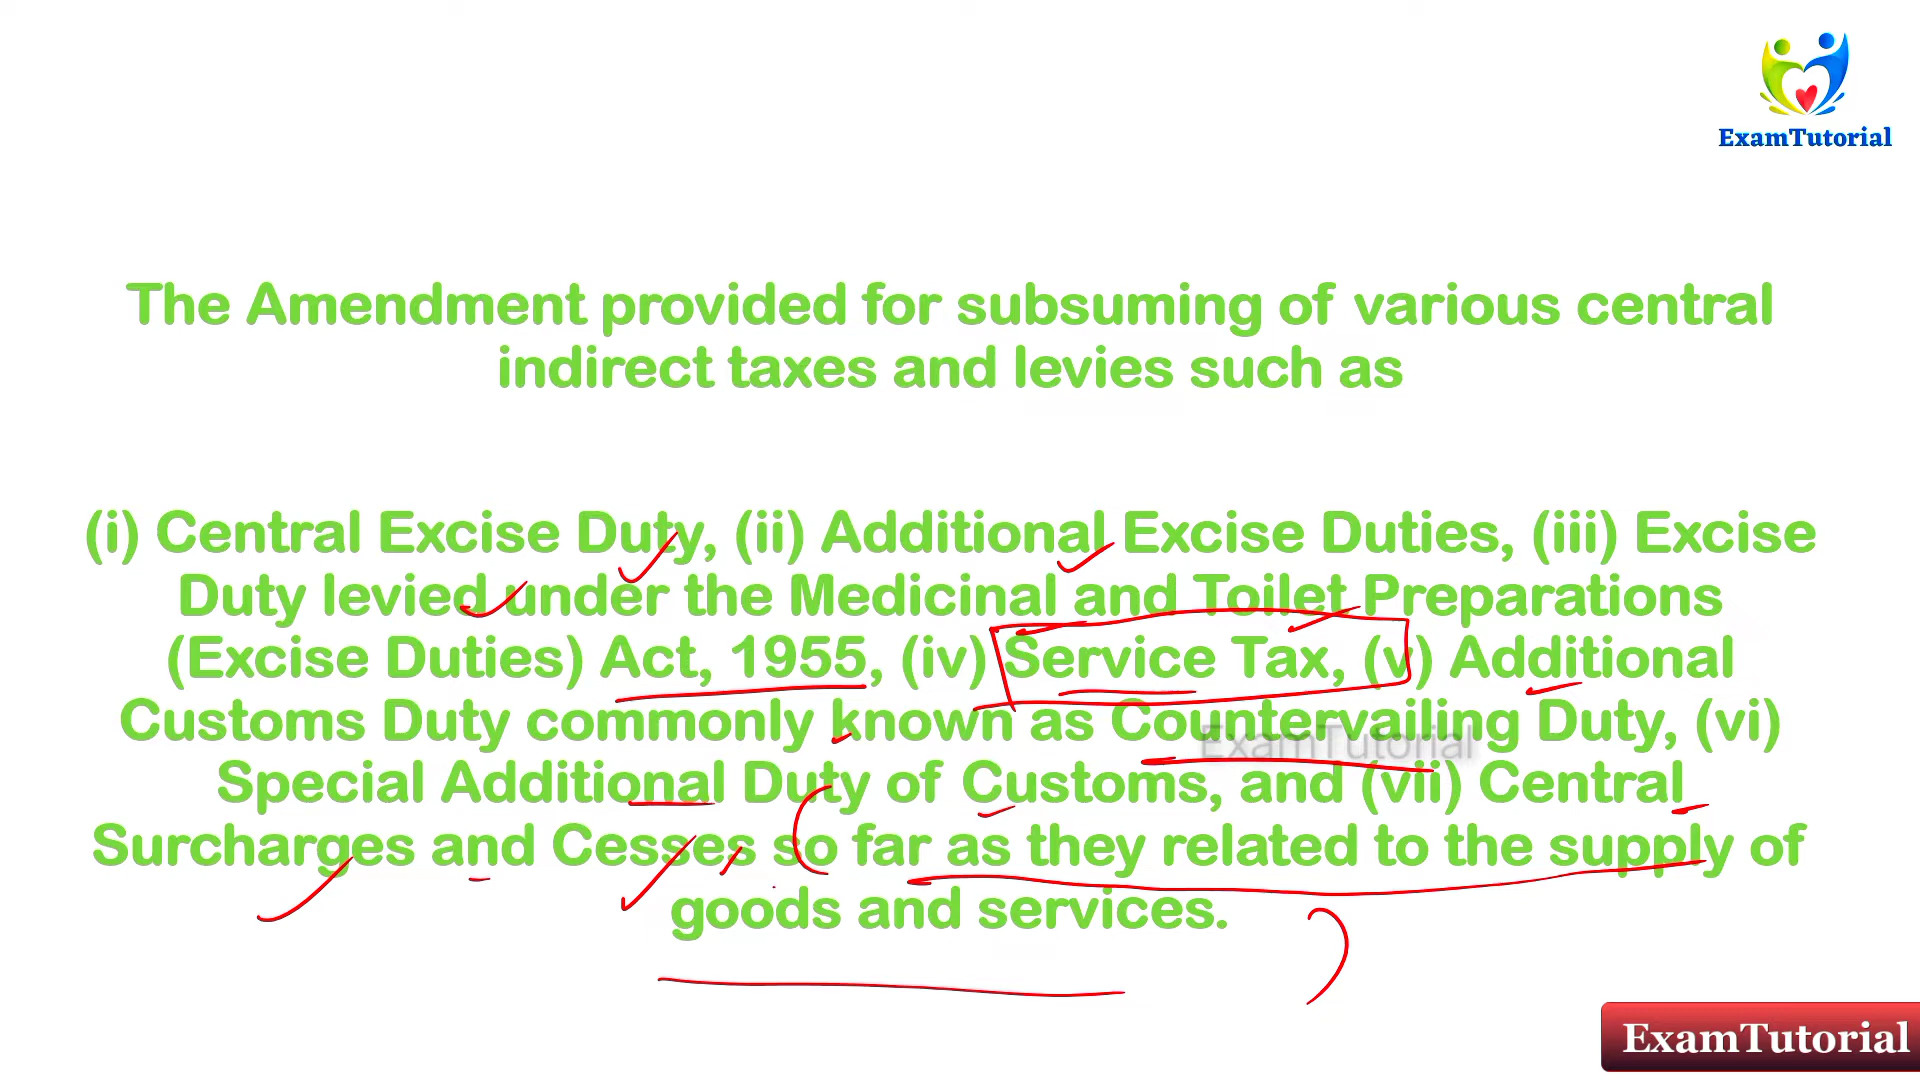 ExamTutorial
The Amendment provided for subsuming of various central
indirect taxes and levies such as
(i) Central Excise Duty, (ii) Additional Excise Duties, (iii) Excise
Duty levied under the Medicinal and Toilet Preparations
(Excise Duties) Act, 1955, (iv) Service Tax, (v) Additional
Customs Duty commonly known as Countervailing Duty, (vi)
ExamTutorial
Special Additional Duty of Customs, and (vii) Central
Surcharges and Cesses so far as they related to the supply of
goods and services.
ExamTutorial